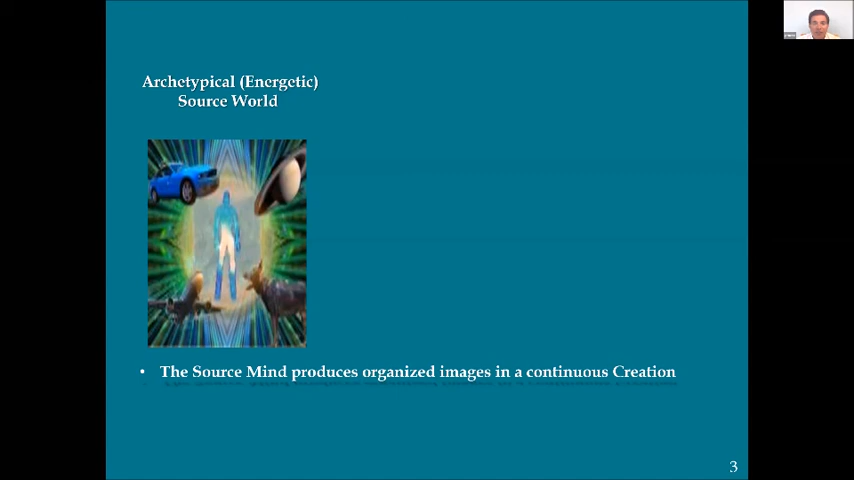 Archetypical (Energetic)
Source World
• The Source Mind produces organized images in a continuous Creation
3